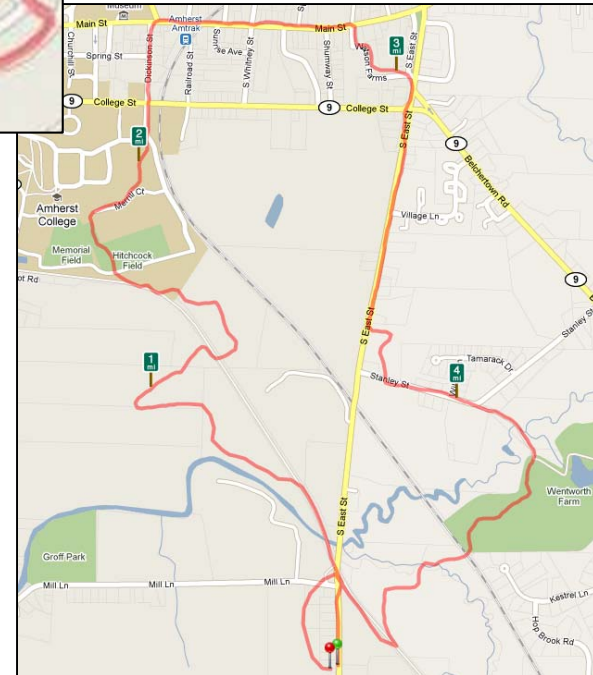 Museum
Main St
Amherst
Amtrak
Main St
Churchill St
Spring St
Dickinson St
Railroad St
Sunrise Ave
S Whitney St
Shumway St
3
mi
S East St
9
College St
9
College St
2
mi
S East St
9
Belchertown Rd
Merrill Ct
Amherst
College
Village Ln
Memorial
Field
Hitchcock
Field
9
S East St
Stanley St
1
mi
Tamarack Dr
Stanley St
4
mi
Wentworth
Farm
S East St
Groff Park
Mill Ln
Mill Ln
Mill Ln
Kestrel Ln
Hop Brook Rd